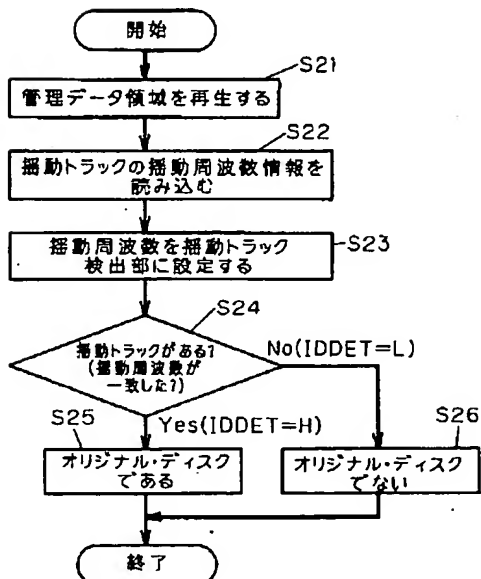 開始
S21
管理データ領域を再生する
S22
揺動トラックの揺動周波数情報を
読み込む
揺動周波数を揺動トラック
検出部に設定する
S23
S24
揺動トラックがある?
(揺動周波数が
一致した?)
No(IDDET=L)
S25
Yes(IDDET=H)
S26
オリジナル・ディスク
である
オリジナル・ディスク
でない
終了